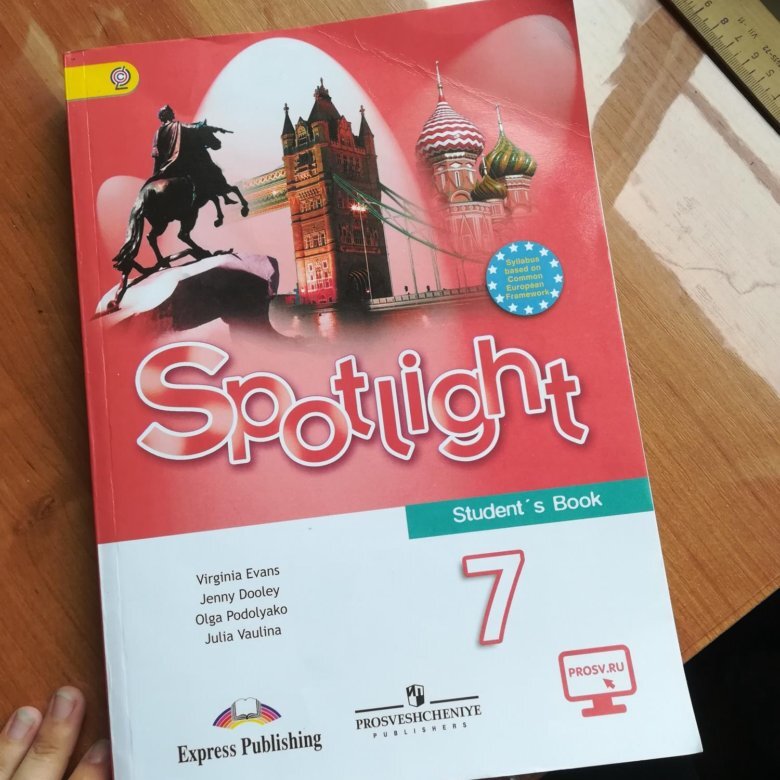 Syllabus
based on
Common
European
Framework
Spotlight
Student´s Book
7
Virginia Evans
Jenny Dooley
Olga Podolyako
Julia Vaulina
PROSV.RU
Express Publishing
PROSVESHCHENIYE
PUBLISHERS